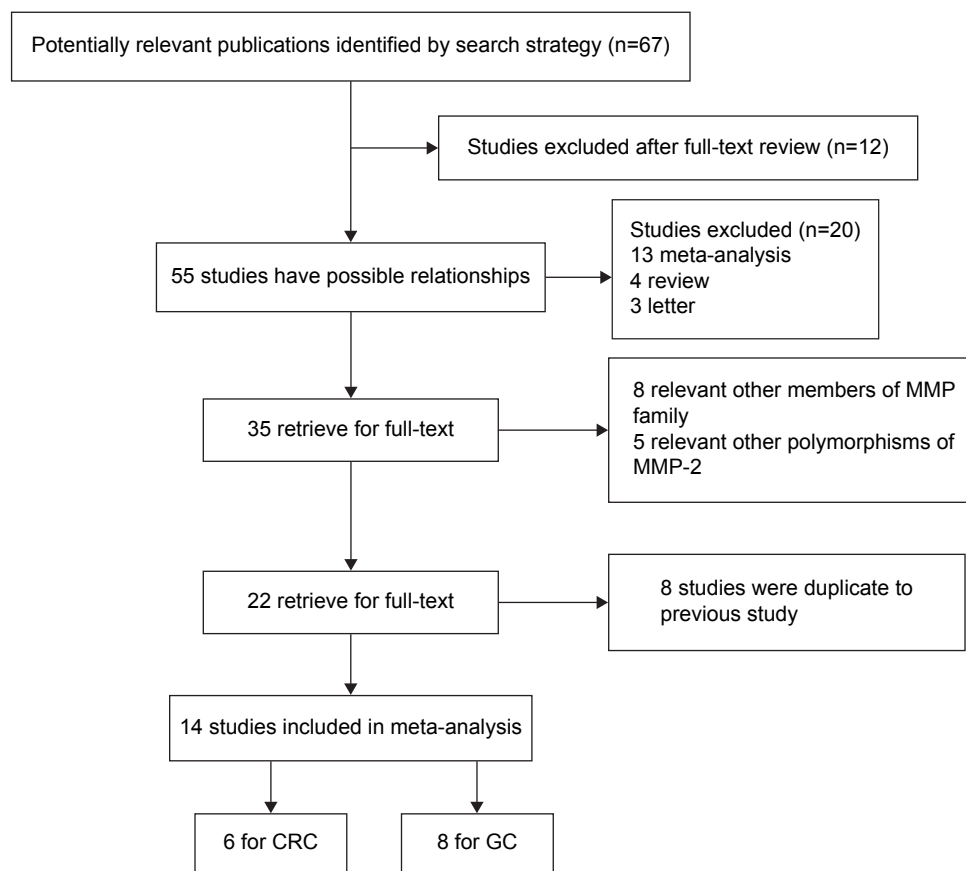 Potentially relevant publications identified by search strategy (n=67)
Studies excluded after full-text review (n=12)
55 studies have possible relationships
Studies excluded (n=20)
13 meta-analysis
4 review
3 letter
35 retrieve for full-text
8 relevant other members of MMP
family
5 relevant other polymorphisms of
MMP-2
22 retrieve for full-text
8 studies were duplicate to
previous study
14 studies included in meta-analysis
6 for CRC
8 for GC